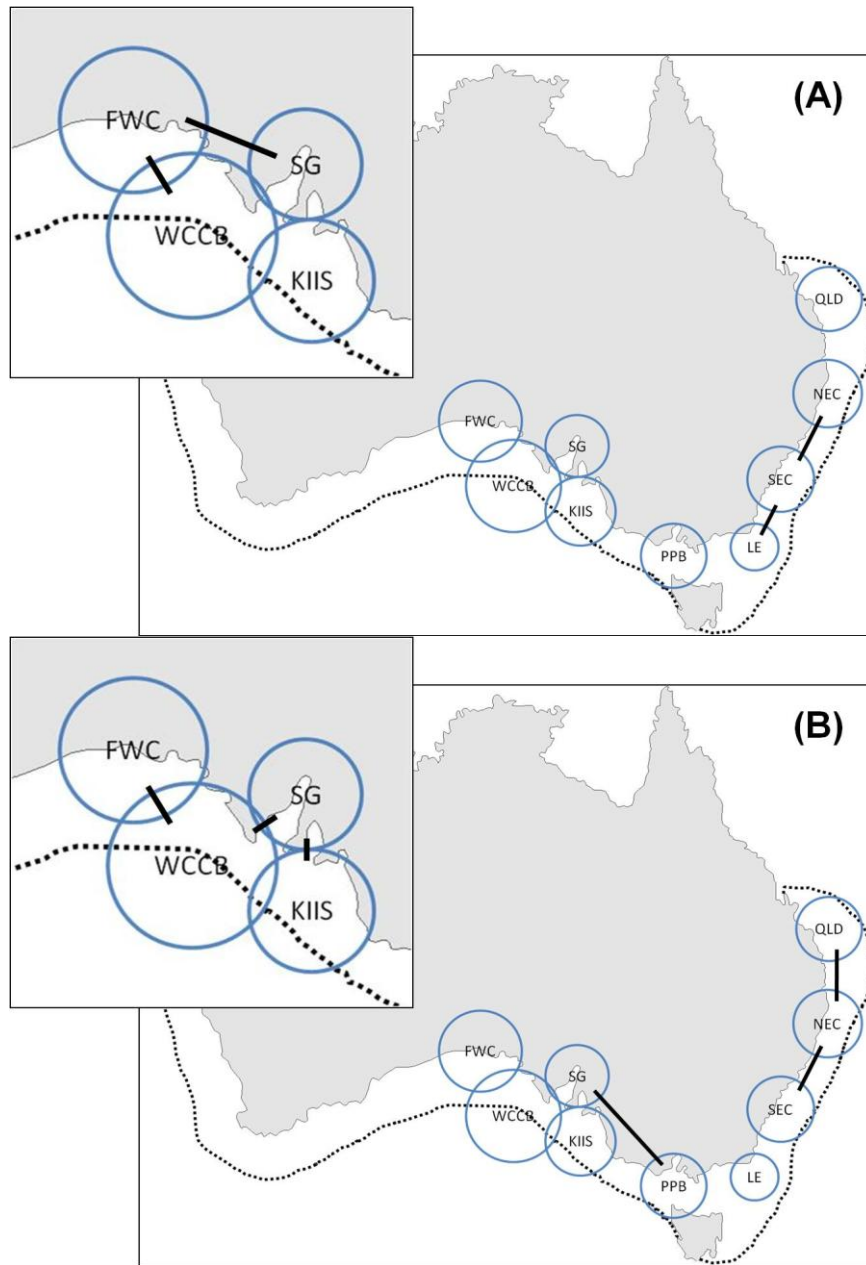 (A)
FWC
SG
WCCB
KIIS
QLD
NEC
FWC
SG
SEC
WCCB
KIIS
LE
PPB
(B)
FWC
SG
WCCB
KIIS
QLD
NEC
FWC
SG
SEC
WCCB
KIIS
LE
PPB